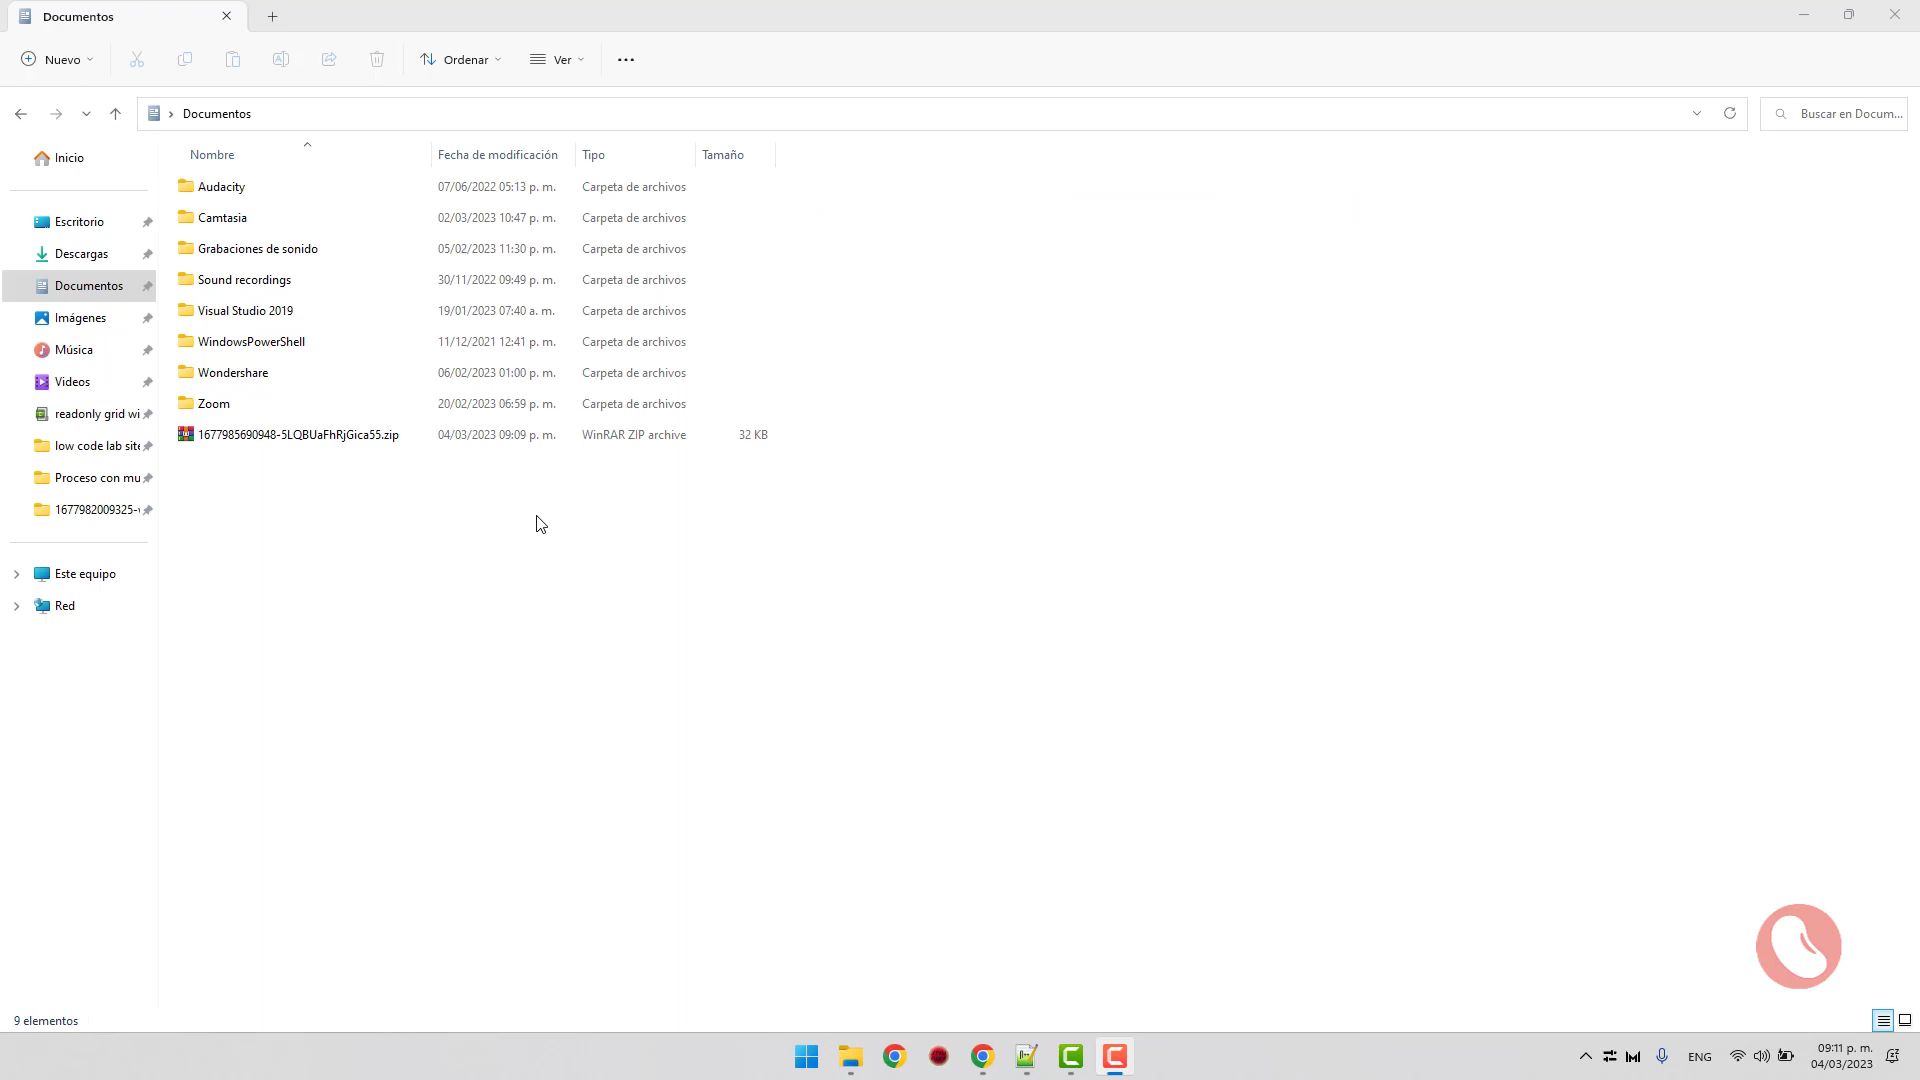 Documentos
Nuevo
Ordenar
Ver
Documentos
Buscar en Docum...
Nombre
Fecha de modificación
Tipo
Tamaño
Inicio
Escritorio
Descargas
Documentos
Imágenes
Música
Videos
readonly grid wi
low code lab site
Proceso con mu
1677982009325-
Este equipo
Red
Audacity 07/06/2022 05:13 p. m. Carpeta de archivos
Camtasia 02/03/2023 10:47 p. m. Carpeta de archivos
Grabaciones de sonido 05/02/2023 11:30 p. m. Carpeta de archivos
Sound recordings 30/11/2022 09:49 p. m. Carpeta de archivos
Visual Studio 2019 19/01/2023 07:40 a. m. Carpeta de archivos
WindowsPowerShell 11/12/2021 12:41 p. m. Carpeta de archivos
Wondershare 06/02/2023 01:00 p. m. Carpeta de archivos
Zoom 20/02/2023 06:59 p. m. Carpeta de archivos
1677985690948-5LQBUaFhRjGica55.zip 04/03/2023 09:09 p. m. WinRAR ZIP archive 32 KB
9 elementos
ENG
09:11 p. m.
04/03/2023